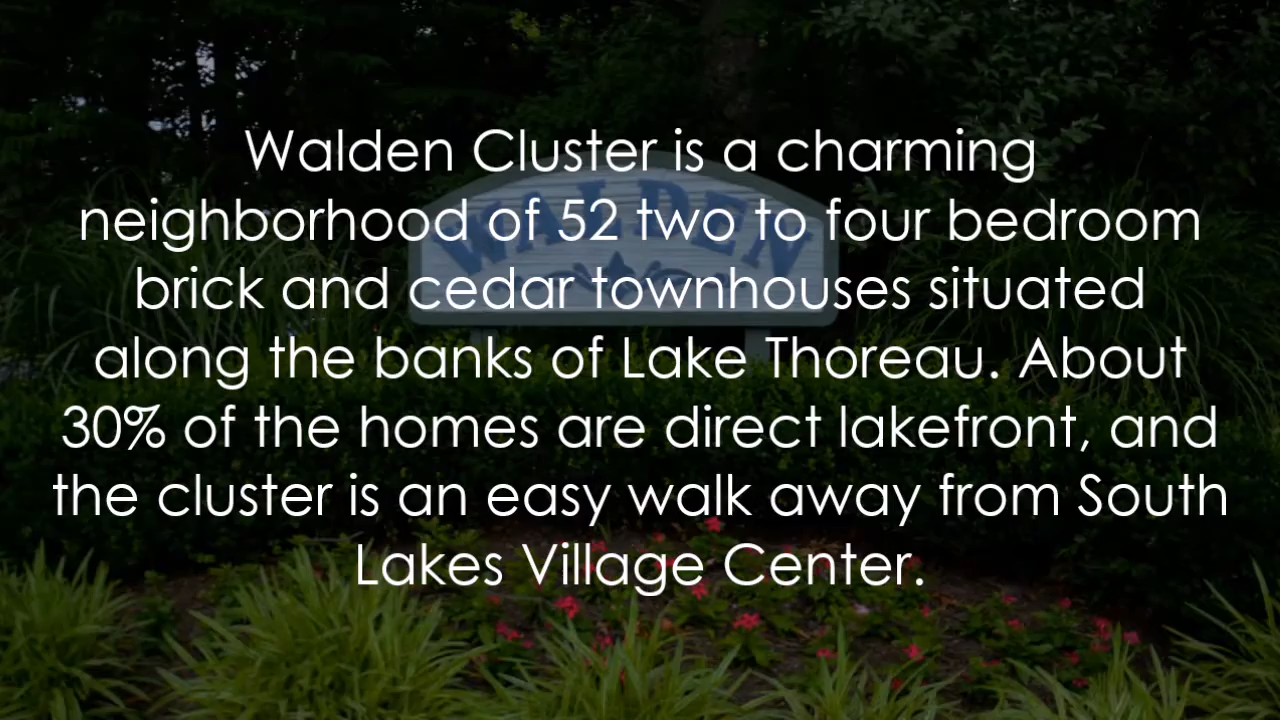 Walden Cluster is a charming
neighborhood of 52 two to four bedroom
brick and cedar townhouses situated
along the banks of Lake Thoreau. About
30% of the homes are direct lakefront, and
the cluster is an easy walk away from South
Lakes Village Center.
WALDEN